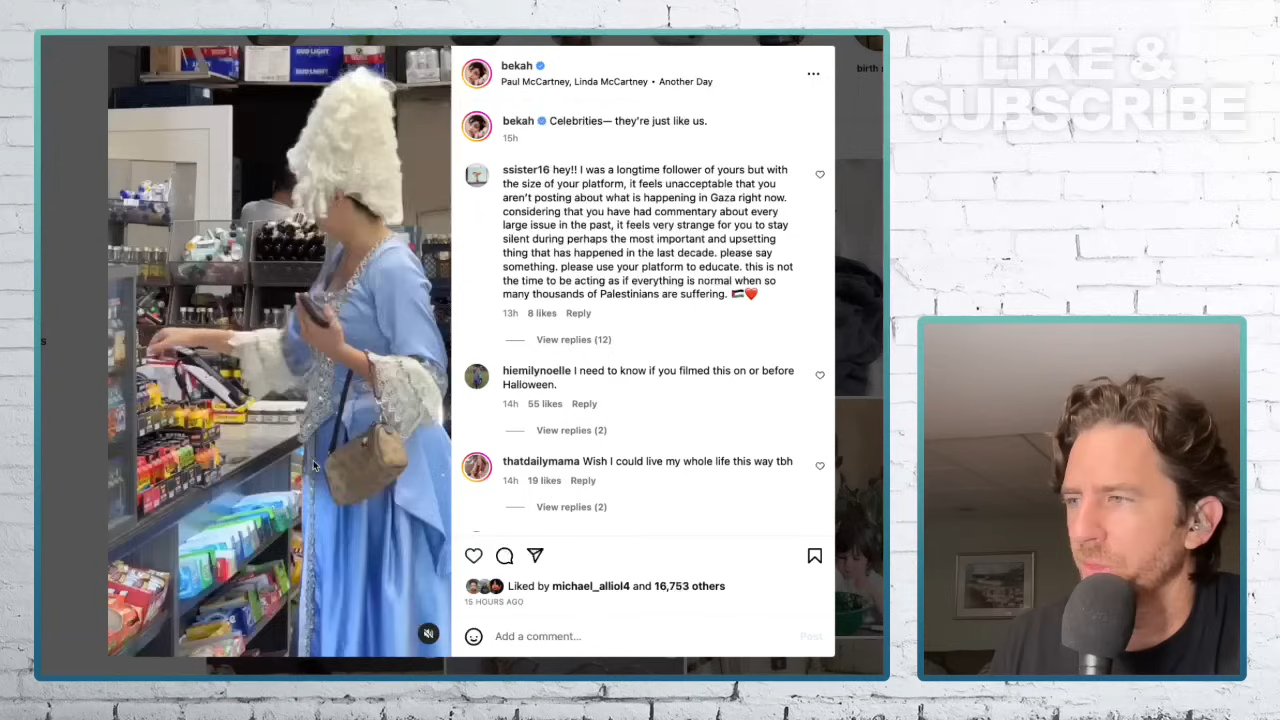 LIKE &
SUBSCRIBE
birth
BUD LIGHT
BUD LIGHT
s
bekah
Paul McCartney, Linda McCartney • Another Day
bekah Celebrities— they're just like us.
15h
ssister16 hey!! I was a longtime follower of yours but with
the size of your platform, it feels unacceptable that you
aren't posting about what is happening in Gaza right now.
considering that you have had commentary about every
large issue in the past, it feels very strange for you to stay
silent during perhaps the most important and upsetting
thing that has happened in the last decade. please say
something. please use your platform to educate. this is not
the time to be acting as if everything is normal when so
many thousands of Palestinians are suffering. 🇵🇸❤️
13h 8 likes Reply
View replies (12)
hiemilynoelle I need to know if you filmed this on or before
Halloween.
14h 55 likes Reply
View replies (2)
thatdailymama Wish I could live my whole life this way tbh
14h 19 likes Reply
View replies (2)
Liked by michael_alliol4 and 16,753 others
15 HOURS AGO
Add a comment...
Post